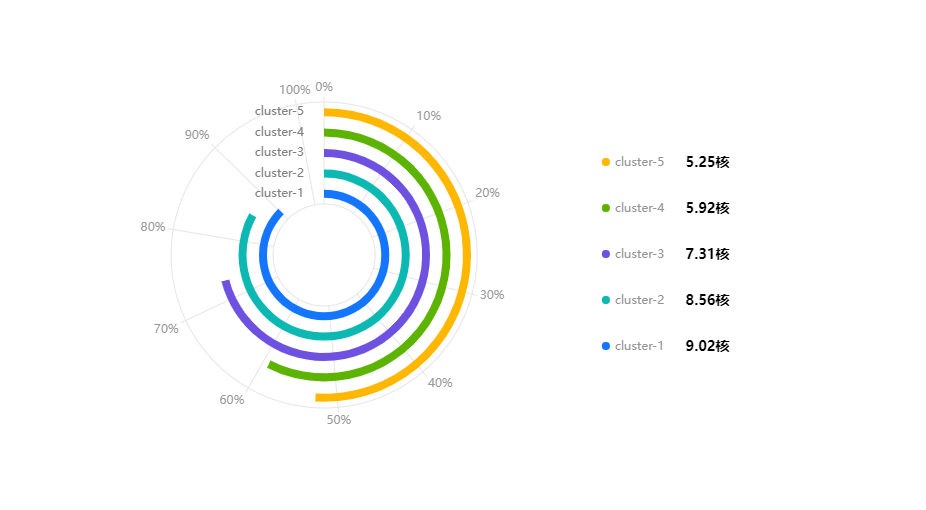 100% 0%
cluster-5
10%
cluster-4
90%
cluster-3
cluster-2
cluster-1
20%
80%
30%
70%
40%
60%
50%
cluster-5 5.25核
cluster-4 5.92核
cluster-3 7.31核
cluster-2 8.56核
cluster-1 9.02核